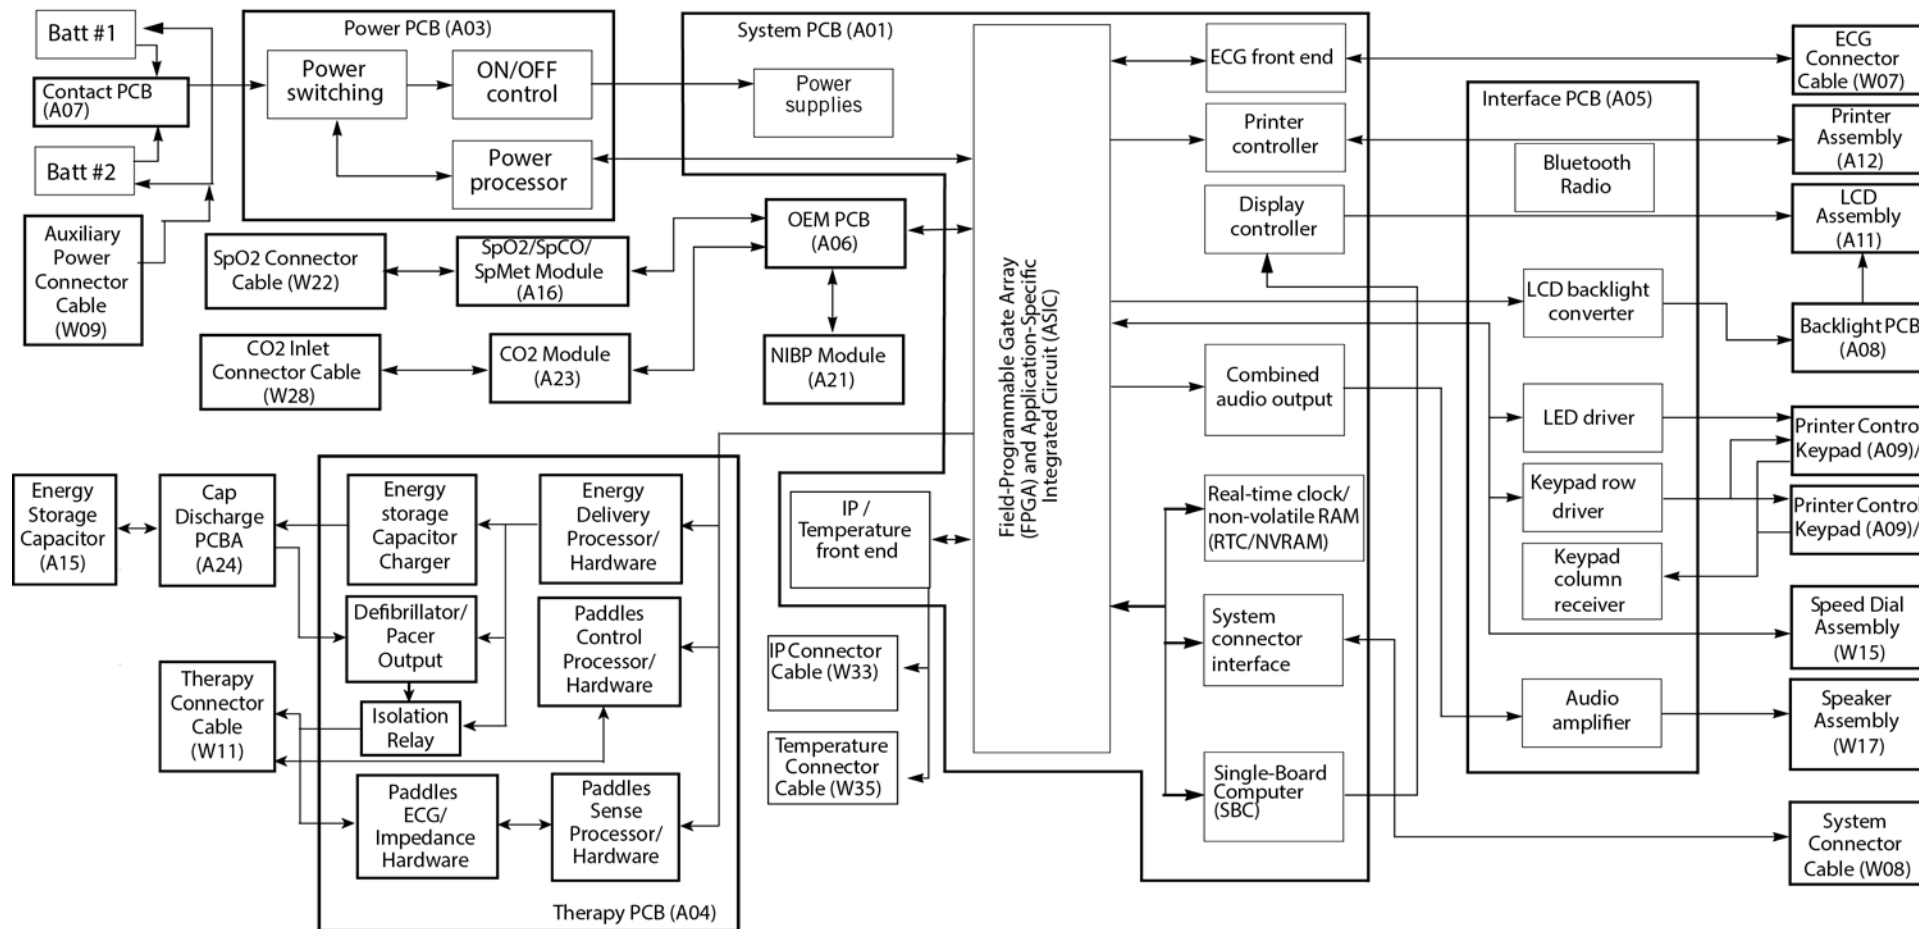 Batt #1
Contact PCB
(A07)
Batt #2
Auxiliary
Power
Connector
Cable
(W09)
Power PCB (A03)
Power
switching
ON/OFF
control
Power
processor
SpO2 Connector
Cable (W22)
SpO2/SpCO/
SpMet Module
(A16)
OEM PCB
(A06)
CO2 Inlet
Connector Cable
(W28)
CO2 Module
(A23)
NIBP Module
(A21)
System PCB (A01)
Power
supplies
Field-Programmable Gate Array
(FPGA) and Application-Specific
Integrated Circuit (ASIC)
ECG front end
Printer
controller
Display
controller
Combined
audio output
Real-time clock/
non-volatile RAM
(RTC/NVRAM)
System
connector
interface
Single-Board
Computer
(SBC)
IP /
Temperature
front end
IP Connector
Cable (W33)
Temperature
Connector
Cable (W35)
Energy
Storage
Capacitor
(A15)
Cap
Discharge
PCBA
(A24)
Therapy
Connector
Cable
(W11)
Energy
storage
Capacitor
Charger
Energy
Delivery
Processor/
Hardware
Defibrillator/
Pacer
Output
Paddles
Control
Processor/
Hardware
Isolation
Relay
Paddles
ECG/
Impedance
Hardware
Paddles
Sense
Processor/
Hardware
Therapy PCB (A04)
Interface PCB (A05)
Bluetooth
Radio
LCD backlight
converter
LED driver
Keypad row
driver
Keypad
column
receiver
Audio
amplifier
ECG
Connector
Cable (W07)
Printer
Assembly
(A12)
LCD
Assembly
(A11)
Backlight PCB
(A08)
Printer Contro
Keypad (A09)/
Printer Control
Keypad (A09)/
Speed Dial
Assembly
(W15)
Speaker
Assembly
(W17)
System
Connector
Cable (W08)